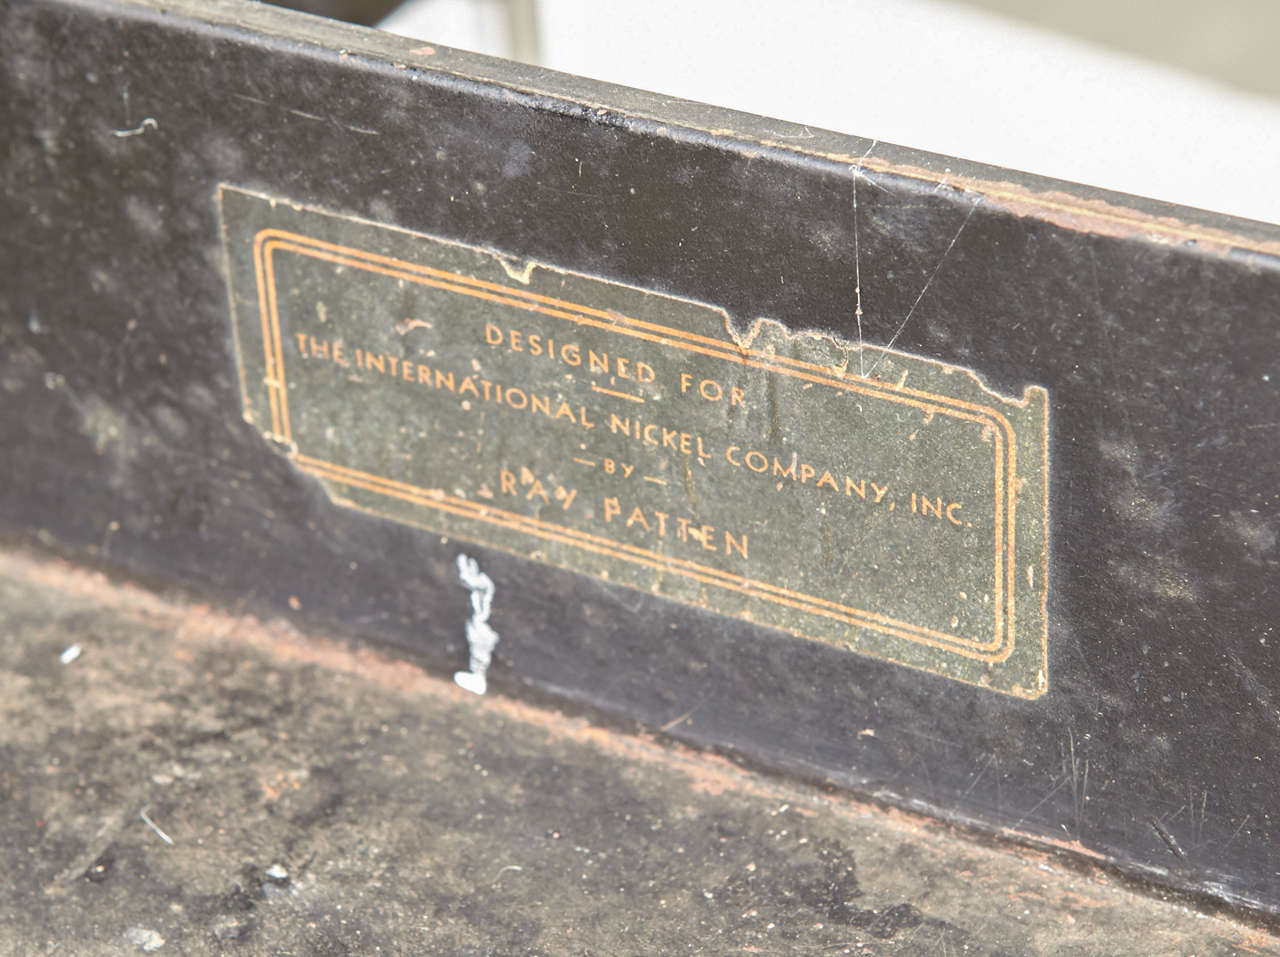 DESIGNED FOR
THE INTERNATIONAL NICKEL COMPANY, INC.
— BY —
RAY PATTEN